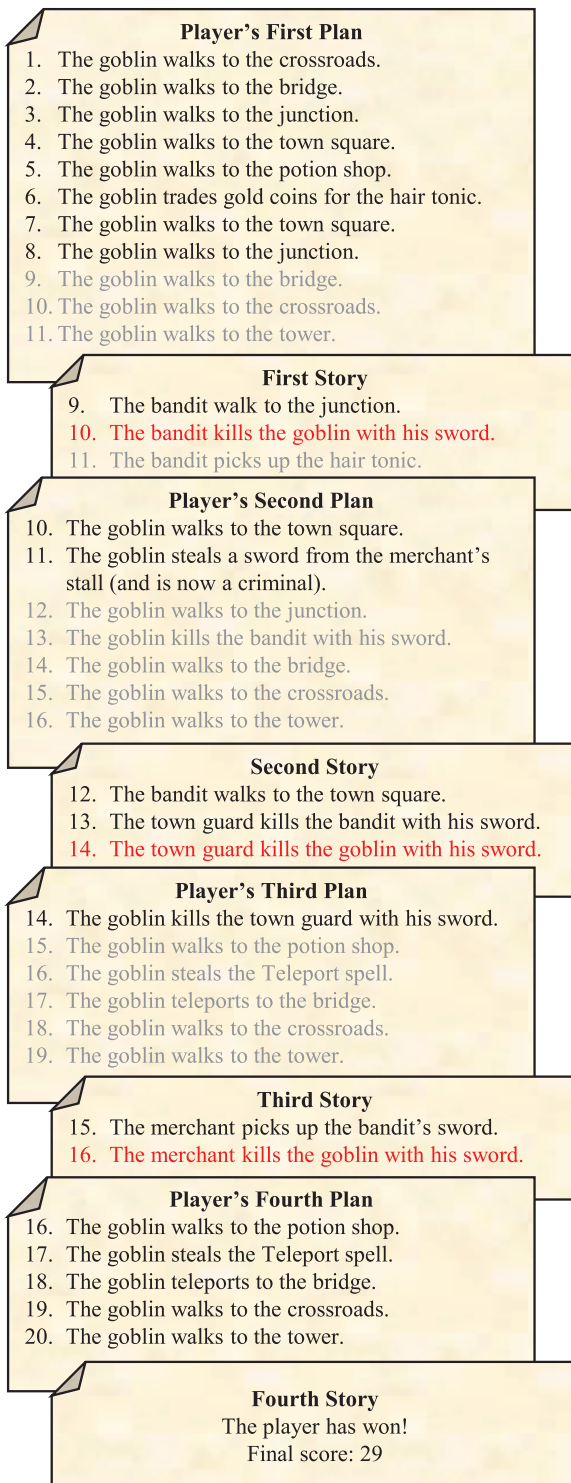 Player's First Plan
1. The goblin walks to the crossroads.
2. The goblin walks to the bridge.
3. The goblin walks to the junction.
4. The goblin walks to the town square.
5. The goblin walks to the potion shop.
6. The goblin trades gold coins for the hair tonic.
7. The goblin walks to the town square.
8. The goblin walks to the junction.
9. The goblin walks to the bridge.
10. The goblin walks to the crossroads.
11. The goblin walks to the tower.
First Story
9. The bandit walk to the junction.
10. The bandit kills the goblin with his sword.
11. The bandit picks up the hair tonic.
Player's Second Plan
10. The goblin walks to the town square.
11. The goblin steals a sword from the merchant's
stall (and is now a criminal).
12. The goblin walks to the junction.
13. The goblin kills the bandit with his sword.
14. The goblin walks to the bridge.
15. The goblin walks to the crossroads.
16. The goblin walks to the tower.
Second Story
12. The bandit walks to the town square.
13. The town guard kills the bandit with his sword.
14. The town guard kills the goblin with his sword.
Player's Third Plan
14. The goblin kills the town guard with his sword.
15. The goblin walks to the potion shop.
16. The goblin steals the Teleport spell.
17. The goblin teleports to the bridge.
18. The goblin walks to the crossroads.
19. The goblin walks to the tower.
Third Story
15. The merchant picks up the bandit's sword.
16. The merchant kills the goblin with his sword.
Player's Fourth Plan
16. The goblin walks to the potion shop.
17. The goblin steals the Teleport spell.
18. The goblin teleports to the bridge.
19. The goblin walks to the crossroads.
20. The goblin walks to the tower.
Fourth Story
The player has won!
Final score: 29